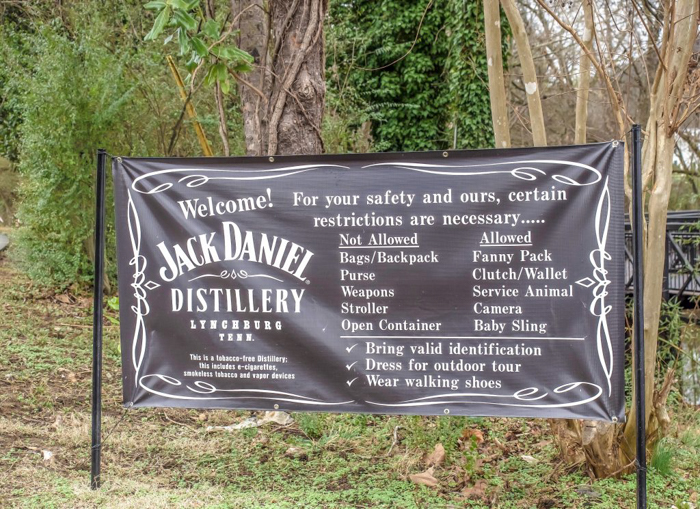 Welcome!
JACK DANIEL
DISTILLERY
LYNCHBURG
TENN.
This is a tobacco-free Distillery;
this includes e-cigarettes,
smokeless tobacco and vapor devices
For your safety and ours, certain
restrictions are necessary.....
Not Allowed
Bags/Backpack
Purse
Weapons
Stroller
Open Container
Allowed
Fanny Pack
Clutch/Wallet
Service Animal
Camera
Baby Sling
✓ Bring valid identification
✓ Dress for outdoor tour
✓ Wear walking shoes